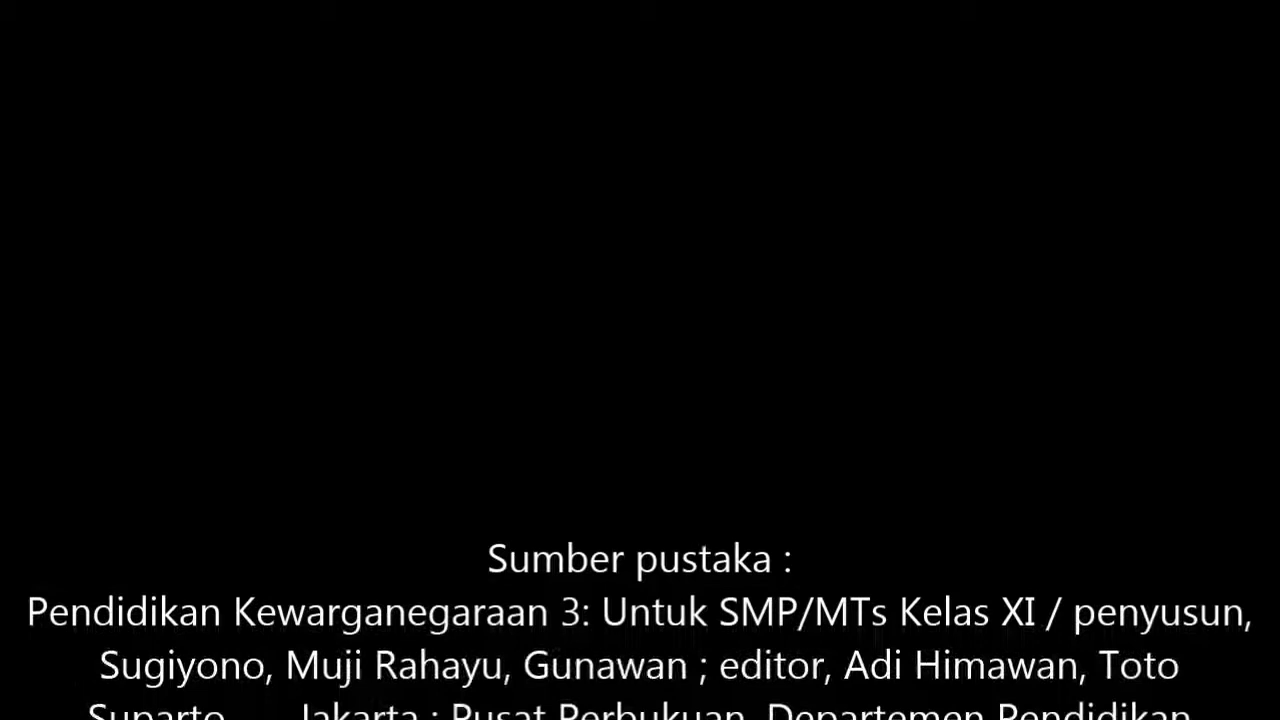 Sumber pustaka :
Pendidikan Kewarganegaraan 3: Untuk SMP/MTs Kelas XI / penyusun,
Sugiyono, Muji Rahayu, Gunawan ; editor, Adi Himawan, Toto
Suparto. __ Jakarta : Pusat Perbukuan, Departemen Pendidikan